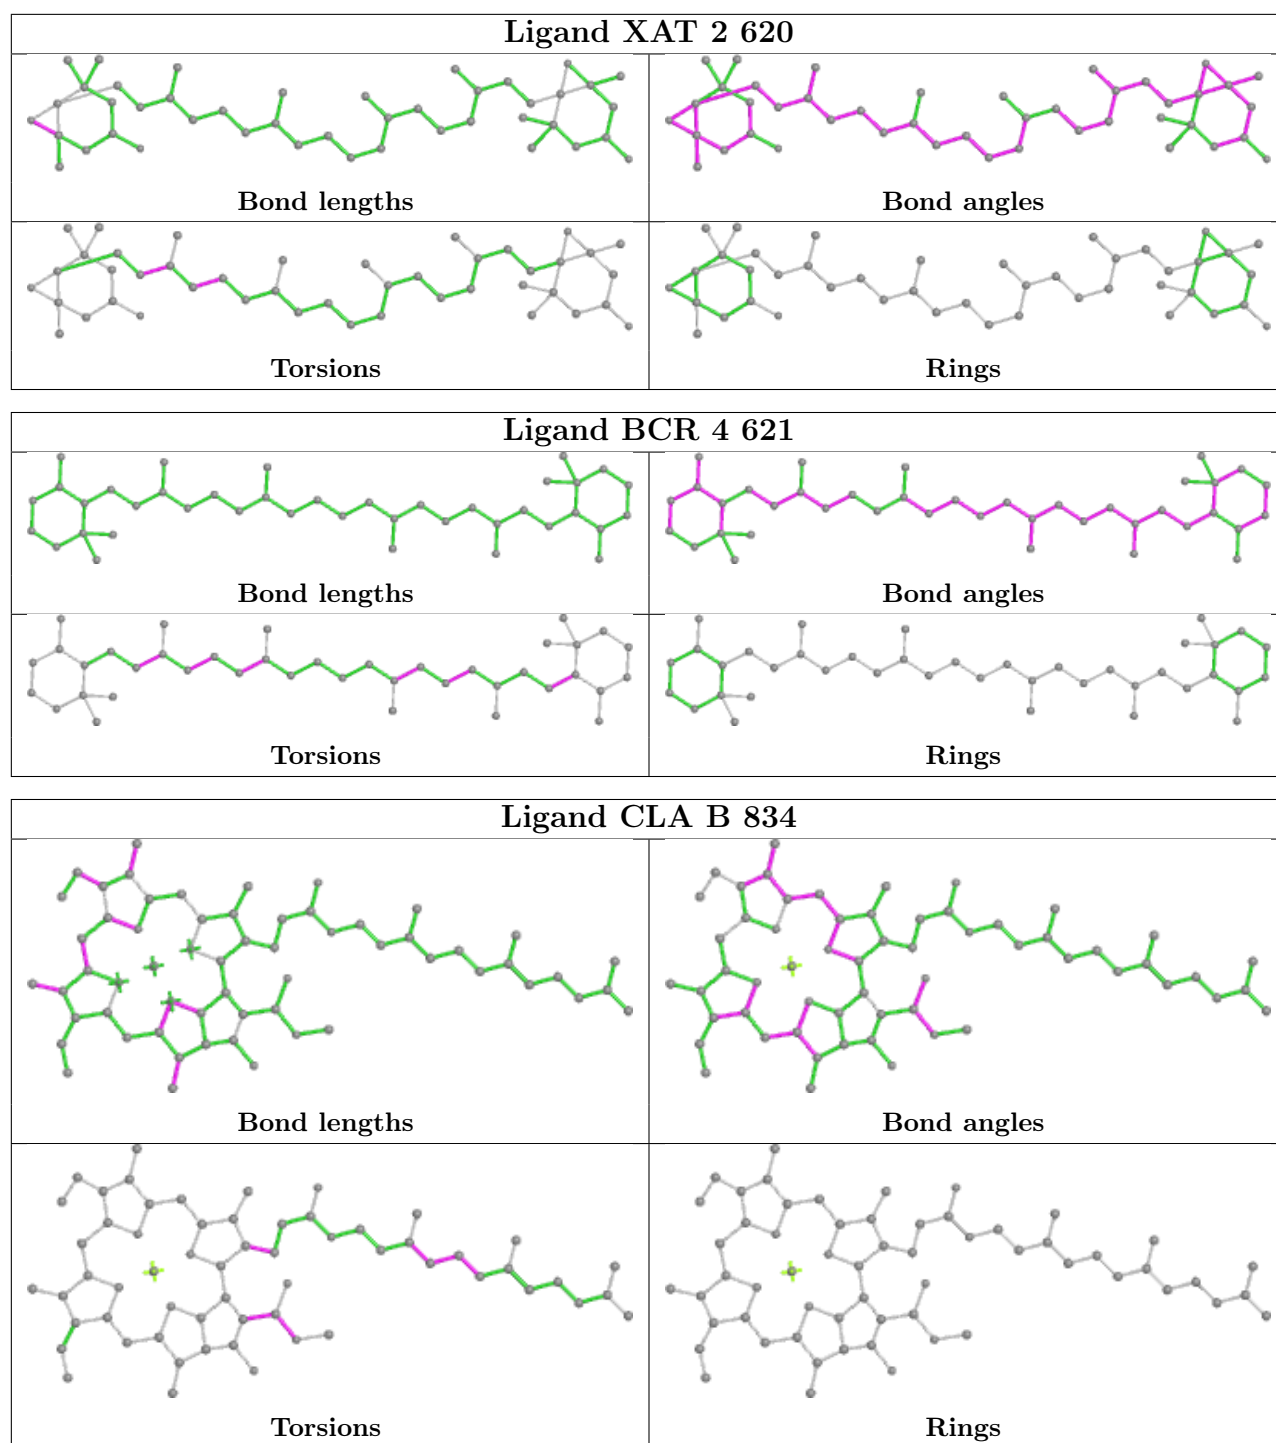 Ligand XAT 2 620
Bond lengths
Bond angles
Torsions
Rings
Ligand BCR 4 621
Bond lengths
Bond angles
Torsions
Rings
Ligand CLA B 834
Bond lengths
Bond angles
Torsions
Rings